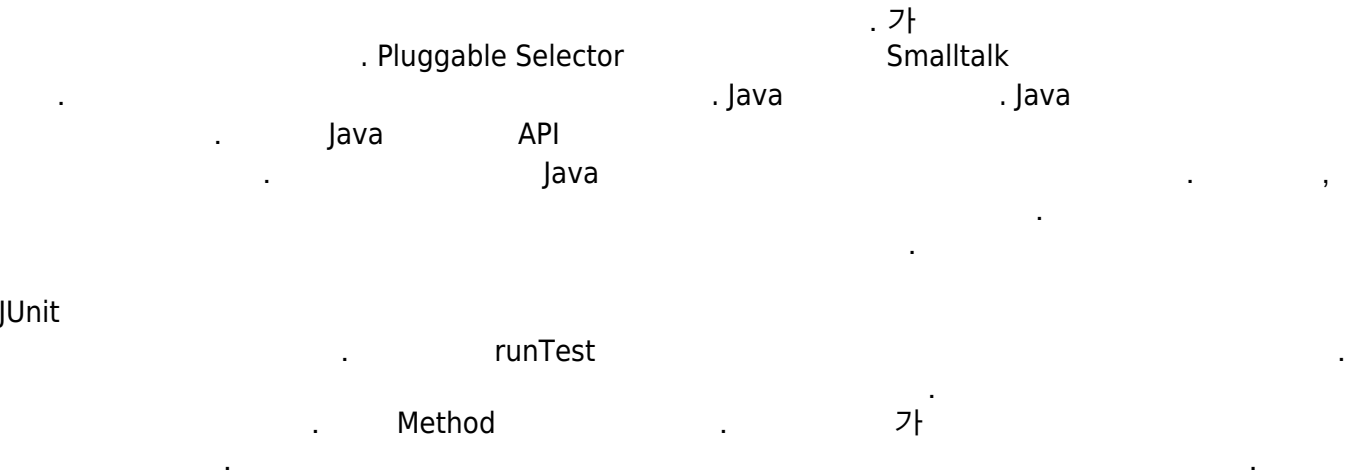 . 가
. Pluggable Selector Smalltalk
. . Java . Java
. Java API
. Java . ,
.
.
JUnit
. runTest .
.
. Method . 가
. .